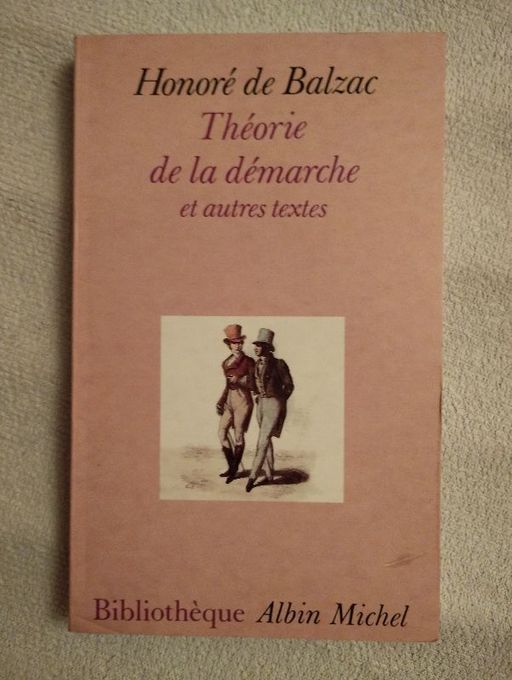 Honoré de Balzac
Théorie
de la démarche
et autres textes
Bibliothèque Albin Michel